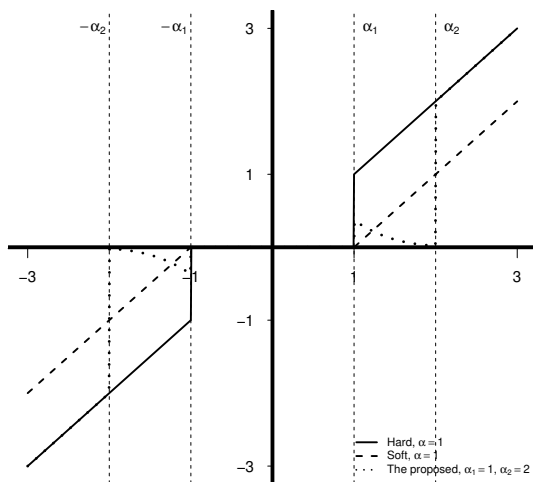 −α₂
−α₁
α₁
α₂
3
1
−3
−1
1
3
−1
−3
Hard, α=1
Soft, α=1
The proposed, α₁=1, α₂=2